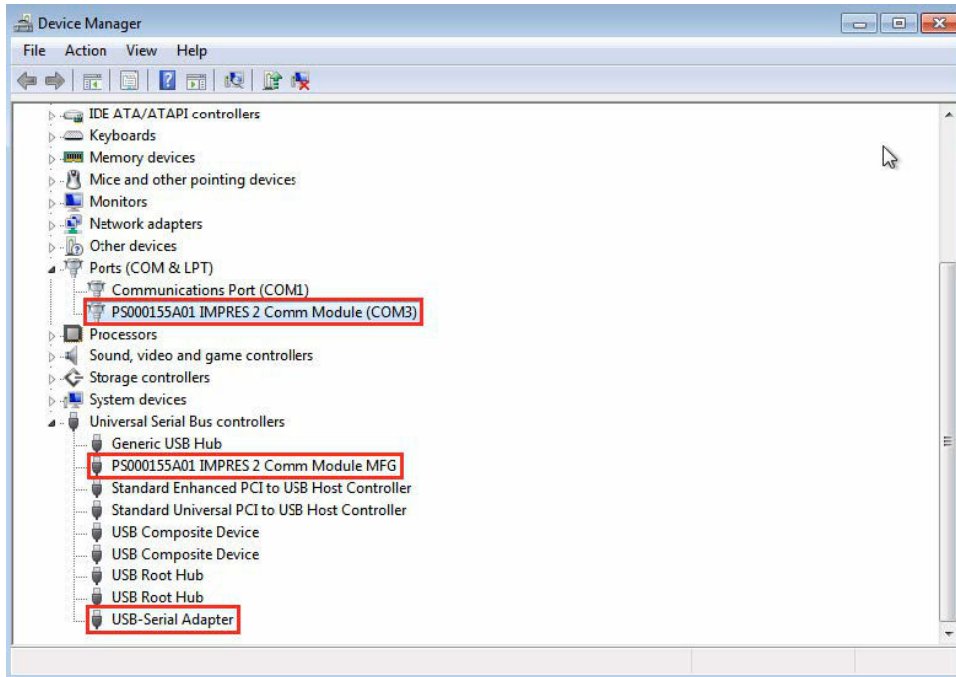 Device Manager
File Action View Help
IDE ATA/ATAPI controllers
Keyboards
Memory devices
Mice and other pointing devices
Monitors
Network adapters
Other devices
Ports (COM & LPT)
Communications Port (COM1)
PS000155A01 IMPRES 2 Comm Module (COM3)
Processors
Sound, video and game controllers
Storage controllers
System devices
Universal Serial Bus controllers
Generic USB Hub
PS000155A01 IMPRES 2 Comm Module MFG
Standard Enhanced PCI to USB Host Controller
Standard Universal PCI to USB Host Controller
USB Composite Device
USB Composite Device
USB Root Hub
USB Root Hub
USB-Serial Adapter